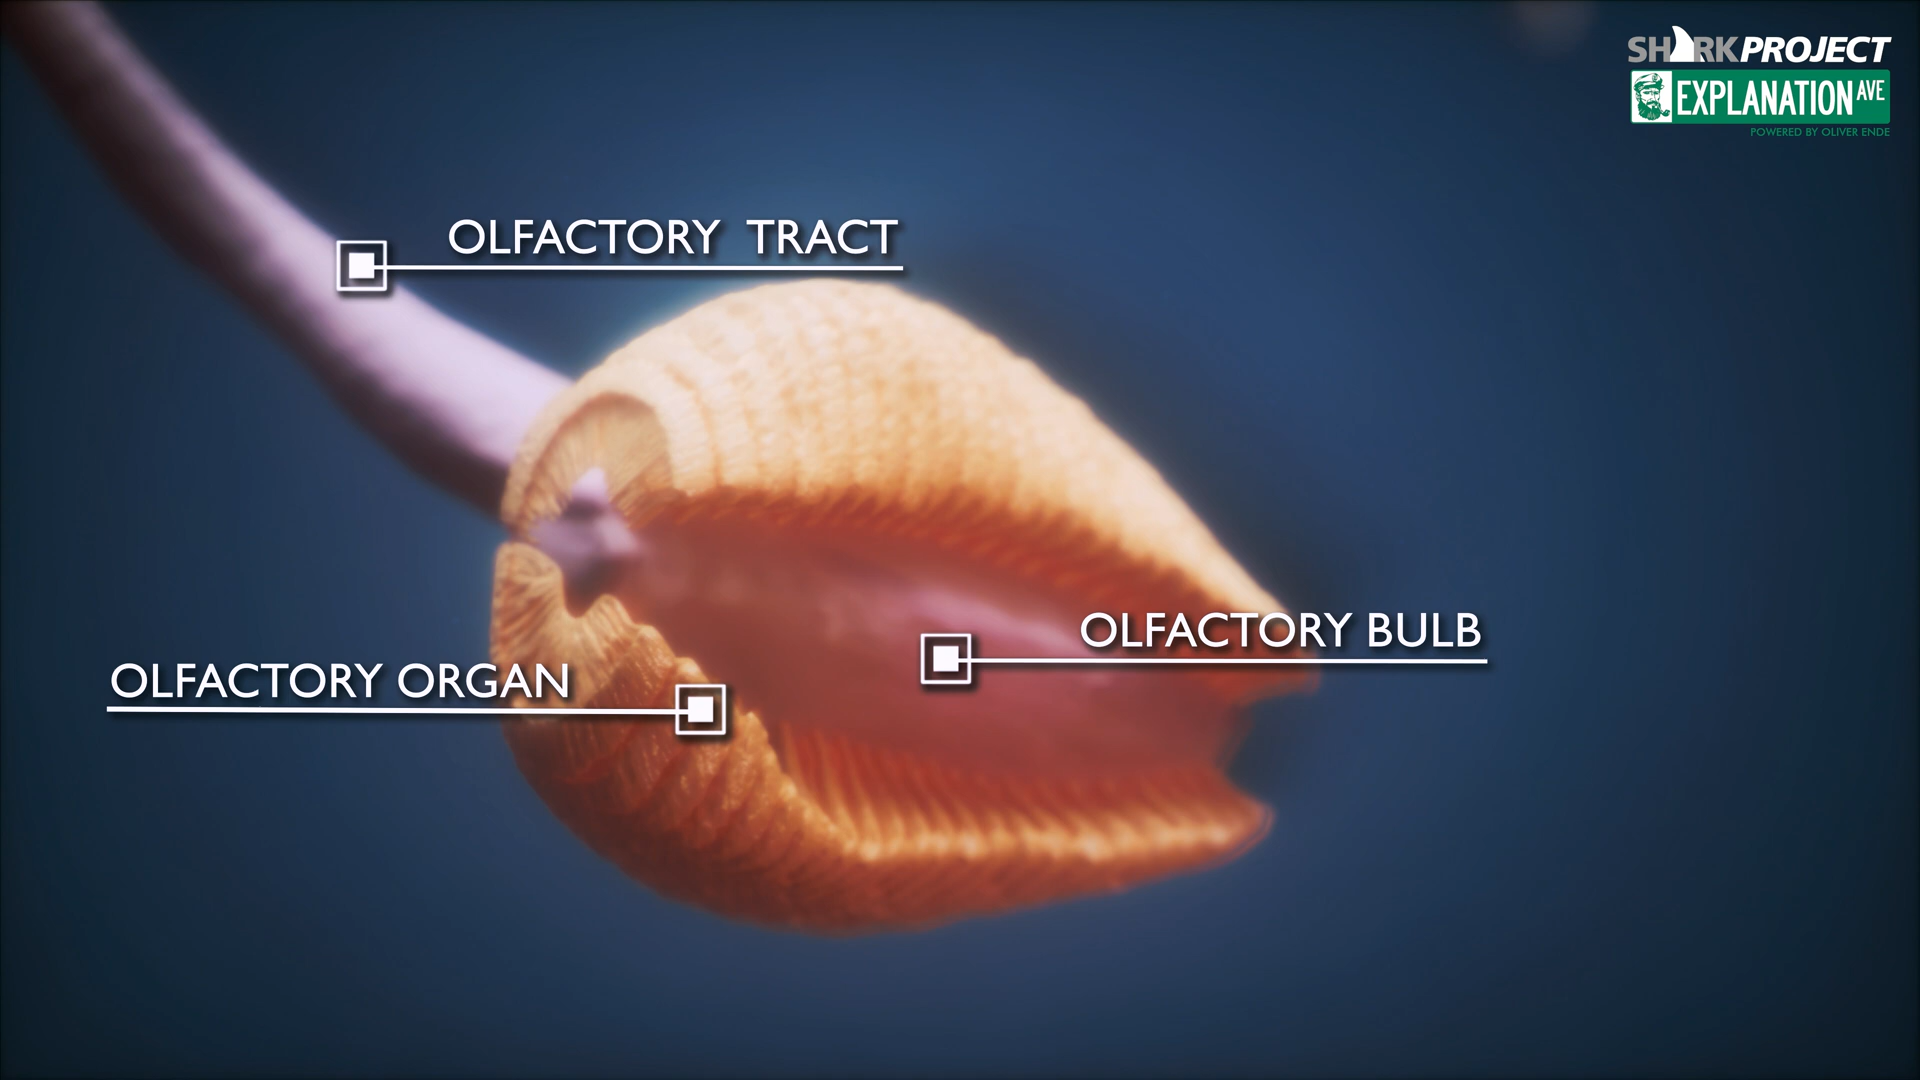 SHARKPROJECT
EXPLANATION AVE
POWERED BY OLIVER ENDE
OLFACTORY TRACT
OLFACTORY BULB
OLFACTORY ORGAN